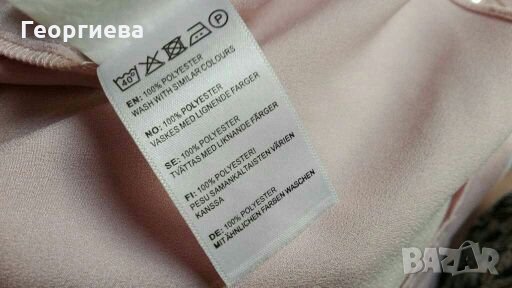 Георгиева
40°
P
EN: 100% POLYESTER
WASH WITH SIMILAR COLOURS
NO: 100% POLYESTER
VASKES MED LIGNENDE FARGER
SE: 100% POLYESTER
TVÄTTAS MED LIKNANDE FÄRGER
FI: 100% POLYESTERI
PESU SAMANKALTAISTEN VÄRIEN
KANSSA
DE: 100% POLYESTER
MIT ÄHNLICHEN FARBEN WASCHEN
BAZAR